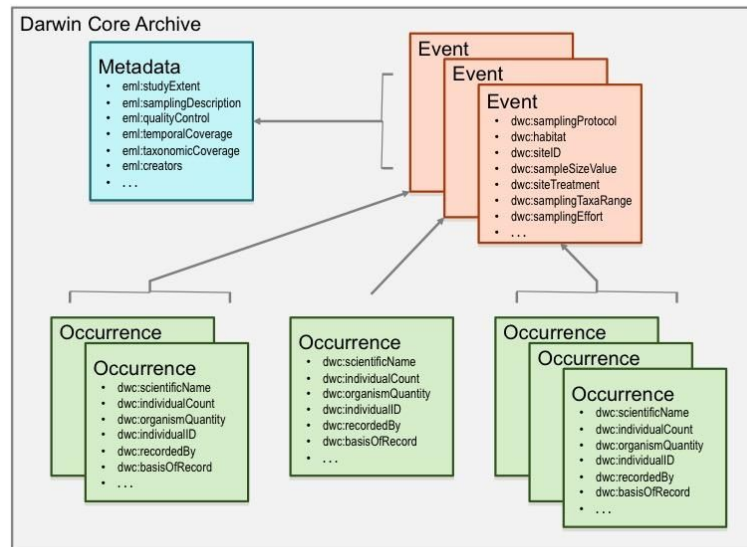 Darwin Core Archive
Metadata
• eml:studyExtent
• eml:samplingDescription
• eml:qualityControl
• eml:temporalCoverage
• eml:taxonomicCoverage
• eml:creators
• . . .
Event
Event
Event
• dwc:samplingProtocol
• dwc:habitat
• dwc:siteID
• dwc:sampleSizeValue
• dwc:siteTreatment
• dwc:samplingTaxaRange
• dwc:samplingEffort
• . . .
Occurrence
Occurrence
• dwc:scientificName
• dwc:individualCount
• dwc:organismQuantity
• dwc:individualID
• dwc:recordedBy
• dwc:basisOfRecord
• . . .
Occurrence
• dwc:scientificName
• dwc:individualCount
• dwc:organismQuantity
• dwc:individualID
• dwc:recordedBy
• dwc:basisOfRecord
• . . .
Occurrence
Occurrence
Occurrence
• dwc:scientificName
• dwc:individualCount
• dwc:organismQuantity
• dwc:individualID
• dwc:recordedBy
• dwc:basisOfRecord
• . . .